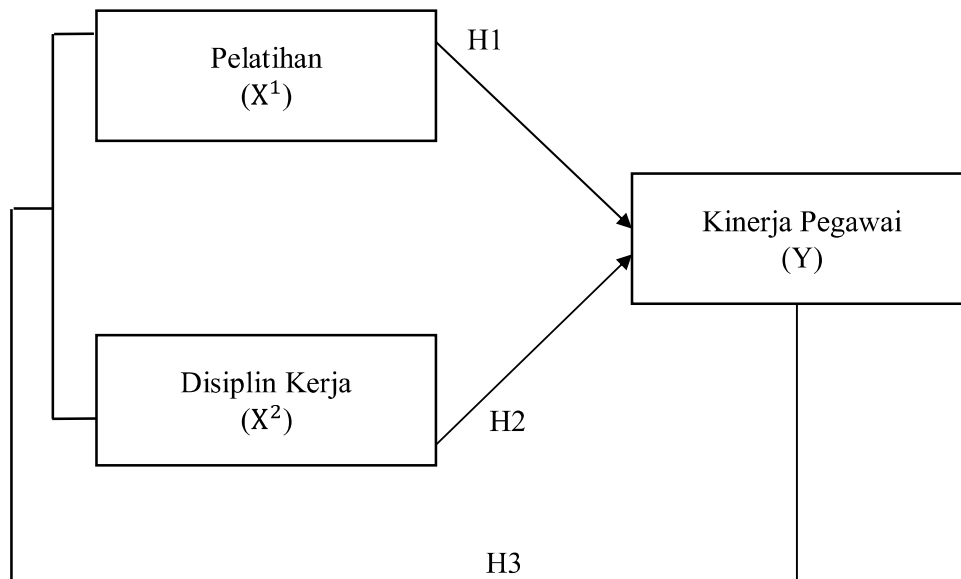 Pelatihan
(X¹)
H1
Kinerja Pegawai
(Y)
Disiplin Kerja
(X²)
H2
H3